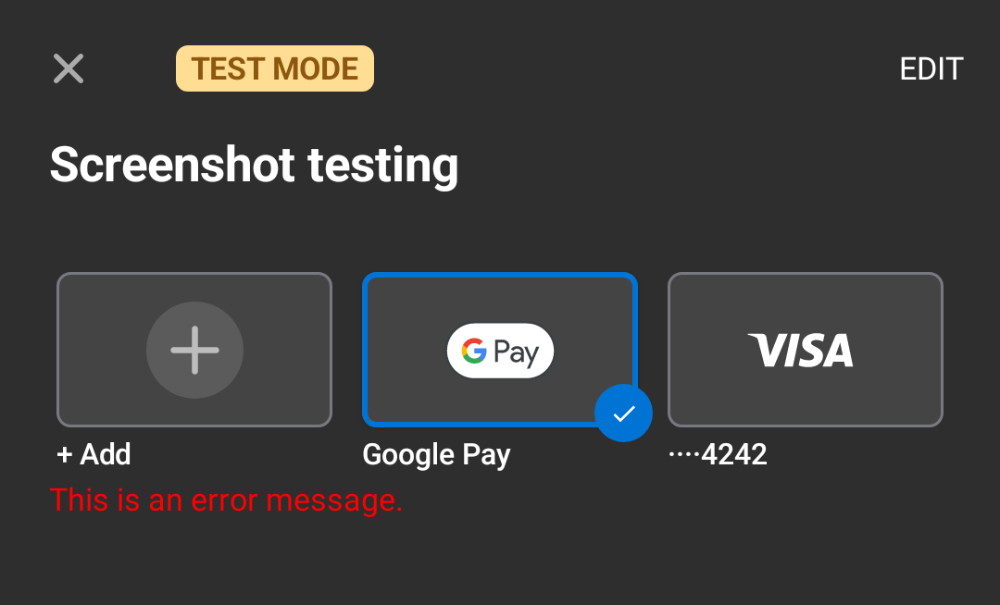 TEST MODE
EDIT
Screenshot testing
G Pay
VISA
+ Add
Google Pay
····4242
This is an error message.